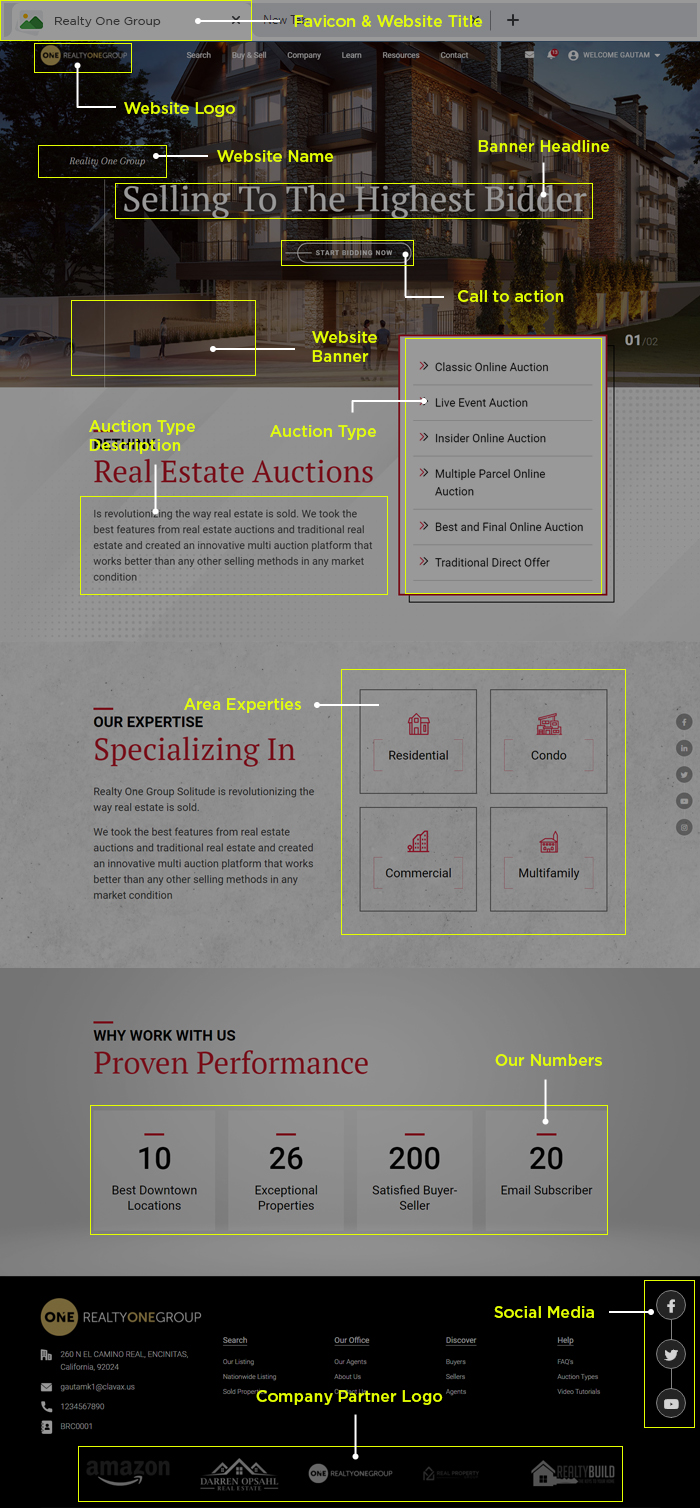 Realty One Group
Favicon & Website Title
ONE REALTYONEGROUP
Search
Buy & Sell
Company
Learn
Resources
Contact
WELCOME GAUTAM
Website Logo
Website Name
Realty One Group
Banner Headline
Selling To The Highest Bidder
START BIDDING NOW
Call to action
Website
Banner
01/02
Classic Online Auction
Live Event Auction
Insider Online Auction
Multiple Parcel Online
Auction
Best and Final Online Auction
Traditional Direct Offer
Auction Type
Auction Type
Description
Real Estate Auctions
Is revolutionizing the way real estate is sold. We took the
best features from real estate auctions and traditional real
estate and created an innovative multi auction platform that
works better than any other selling methods in any market
condition
Area Experties
OUR EXPERTISE
Specializing In
Realty One Group Solitude is revolutionizing the
way real estate is sold.
We took the best features from real estate
auctions and traditional real estate and created
an innovative multi auction platform that works
better than any other selling methods in any
market condition
Residential
Condo
Commercial
Multifamily
WHY WORK WITH US
Proven Performance
Our Numbers
10
Best Downtown
Locations
26
Exceptional
Properties
200
Satisfied Buyer-
Seller
20
Email Subscriber
ONE REALTYONEGROUP
260 N EL CAMINO REAL, ENCINITAS,
California, 92024
gautamk1@clavax.us
1234567890
BRC0001
Search
Our Listing
Nationwide Listing
Our Office
Our Agents
About Us
Discover
Buyers
Sellers
Agents
Help
FAQ's
Auction Types
Video Tutorials
Social Media
Company Partner Logo
amazon
DARREN OPSAHL
REAL ESTATE
ONE REALTYONEGROUP
REAL PROPERTY
REALTYBUILD